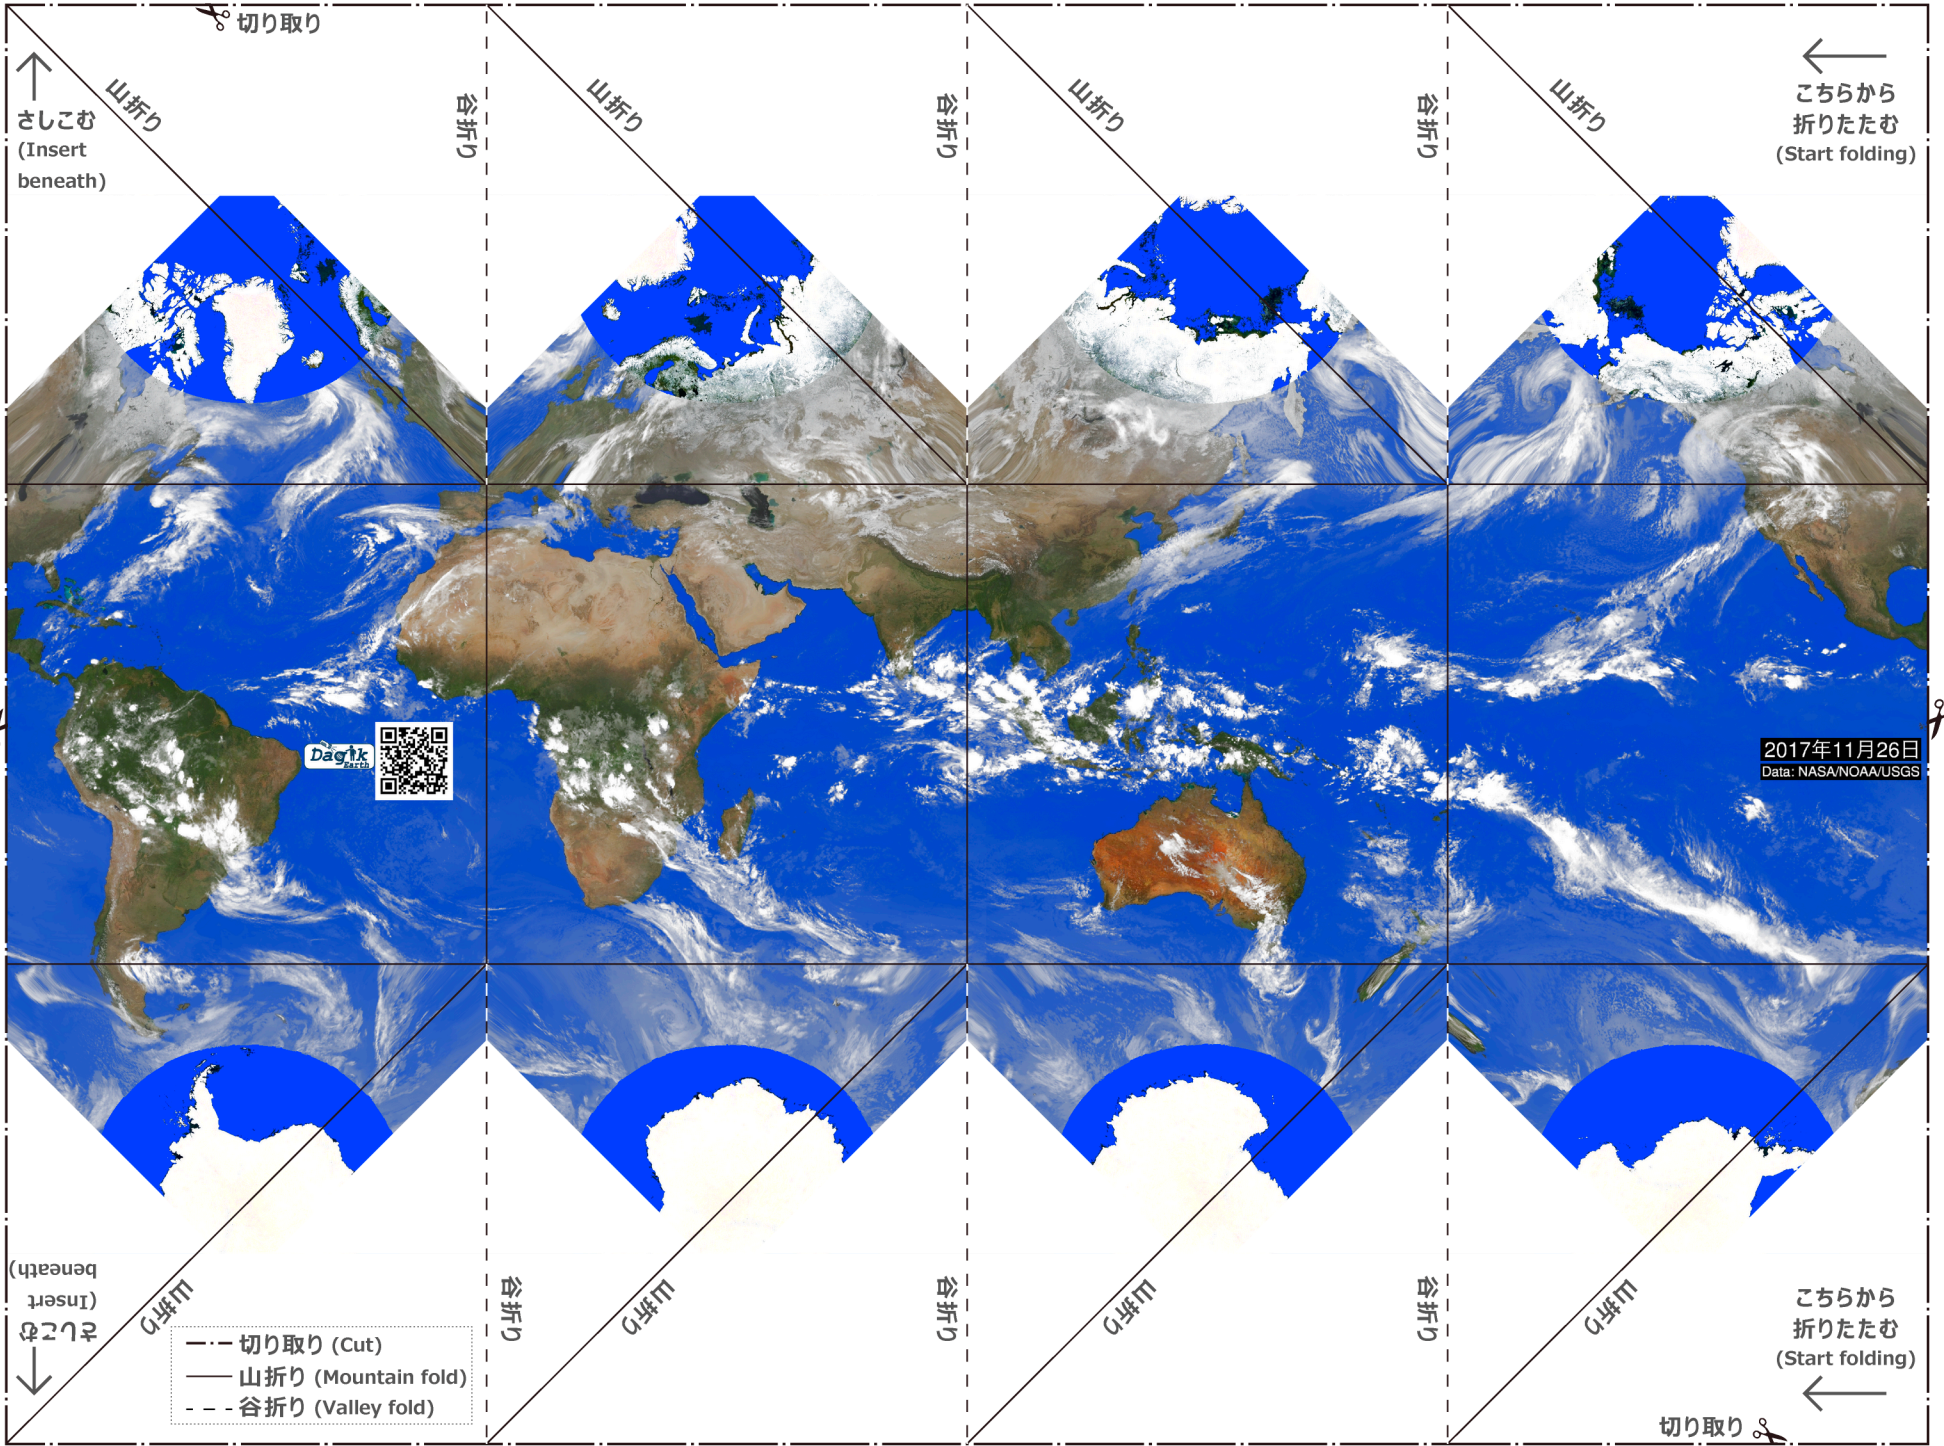 切り取り
山折り
谷折り
山折り
谷折り
山折り
谷折り
山折り
こちらから
折りたたむ
(Start folding)
さしこむ
(Insert
beneath)
Dagik
Earth
2017年11月26日
Data: NASA/NOAA/USGS
さしこむ
(Insert
beneath)
山折り
谷折り
山折り
谷折り
山折り
谷折り
山折り
こちらから
折りたたむ
(Start folding)
切り取り (Cut)
山折り (Mountain fold)
谷折り (Valley fold)
切り取り